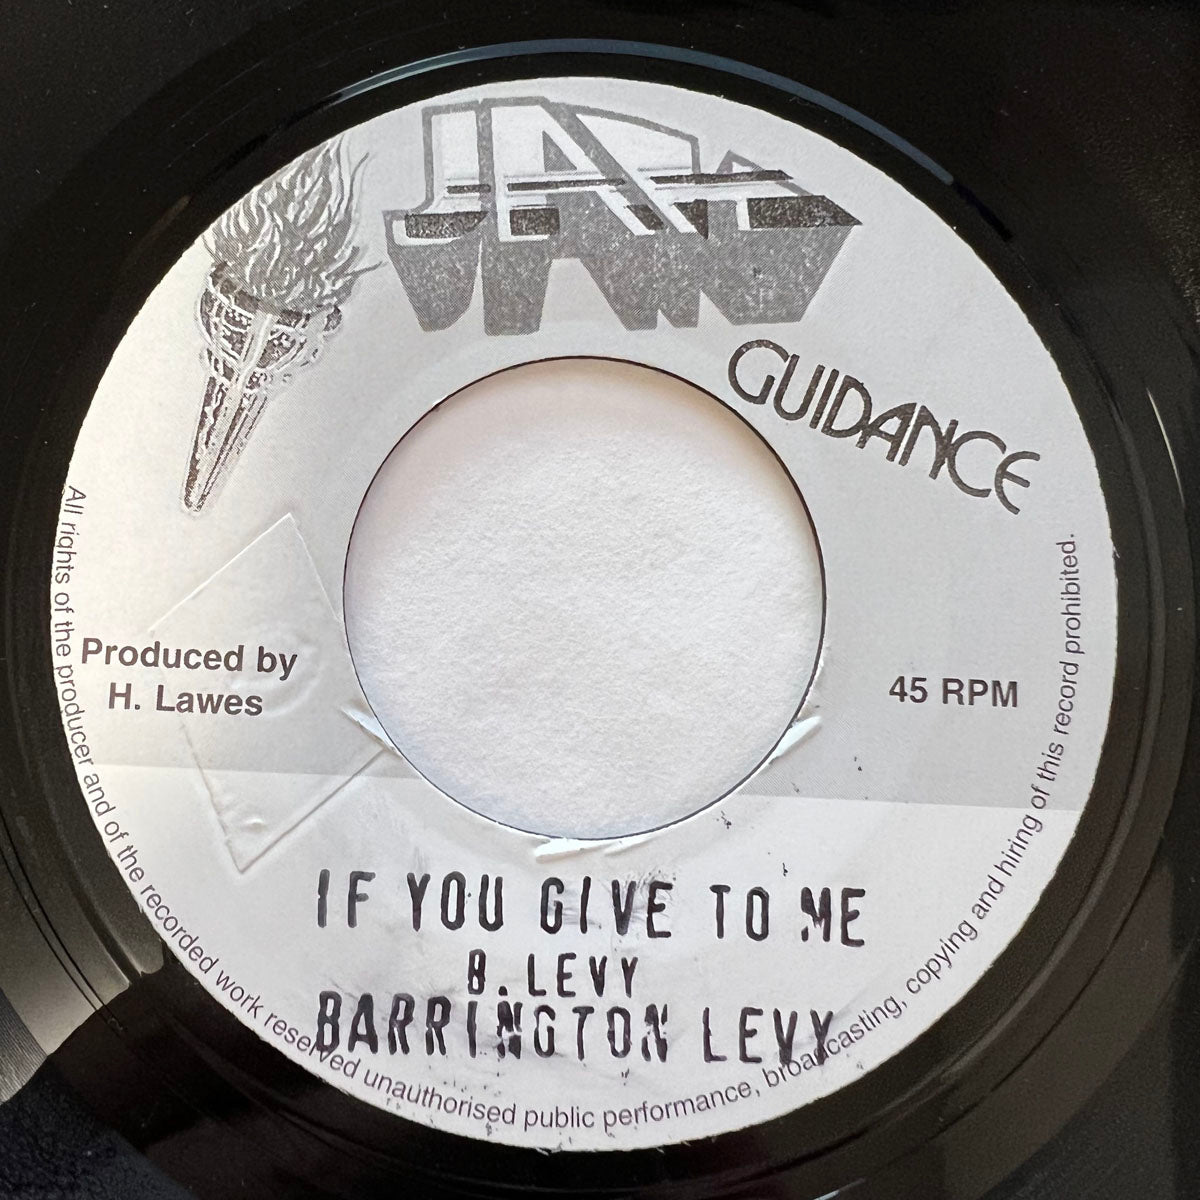 JAH
GUIDANCE
Produced by
H. Lawes
45 RPM
IF YOU GIVE TO ME
B. LEVY
BARRINGTON LEVY
All rights of the producer and of the recorded work reserved unauthorised public performance, broadcasting, copying and hiring of this record prohibited.